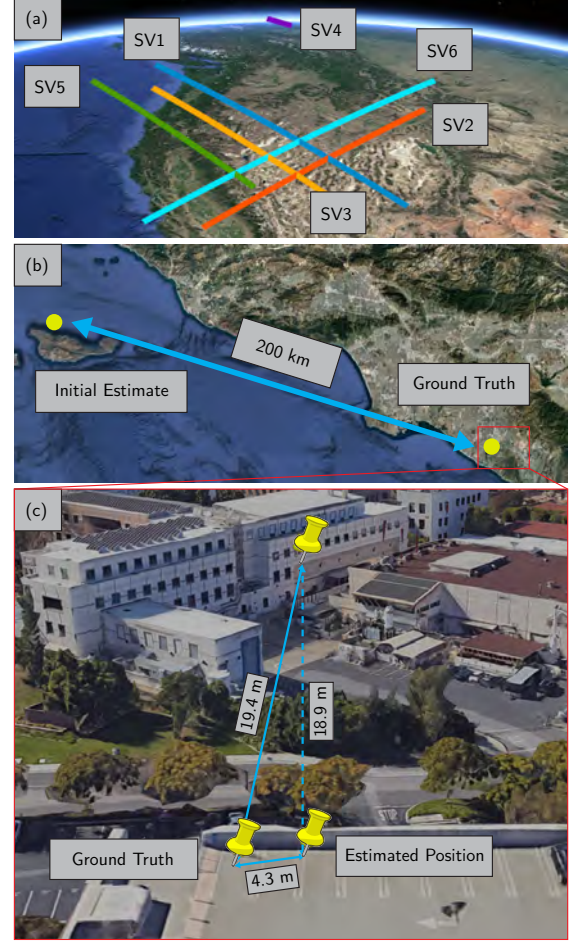 (a)
SV1
SV4
SV5
SV6
SV2
SV3
(b)
200 km
Initial Estimate
Ground Truth
(c)
19.4 m
18.9 m
Ground Truth
Estimated Position
4.3 m